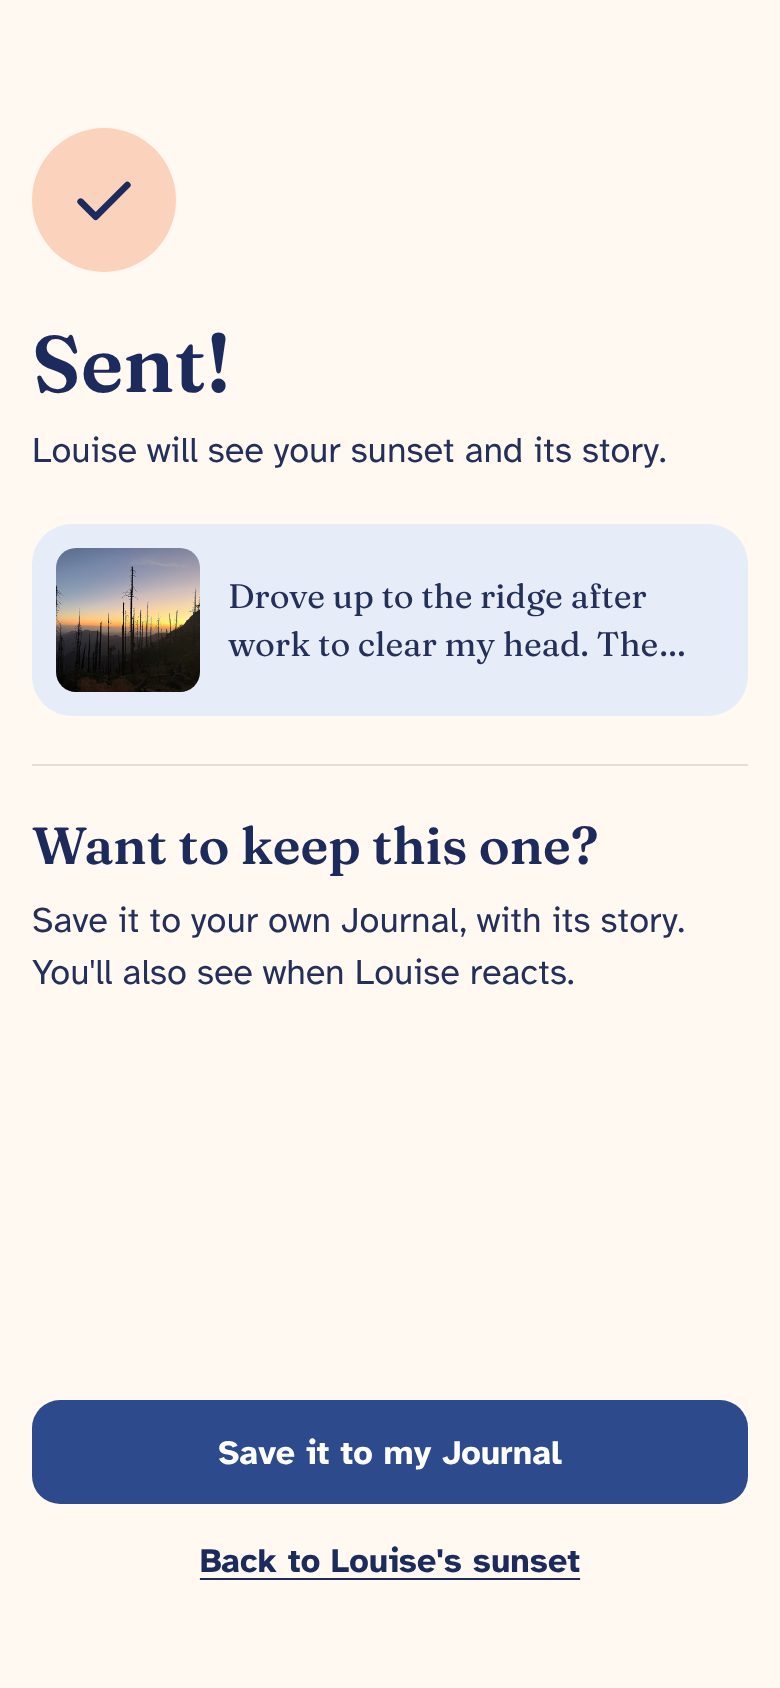 Sent!
Louise will see your sunset and its story.
Drove up to the ridge after
work to clear my head. The...
Want to keep this one?
Save it to your own Journal, with its story.
You'll also see when Louise reacts.
Save it to my Journal
Back to Louise's sunset